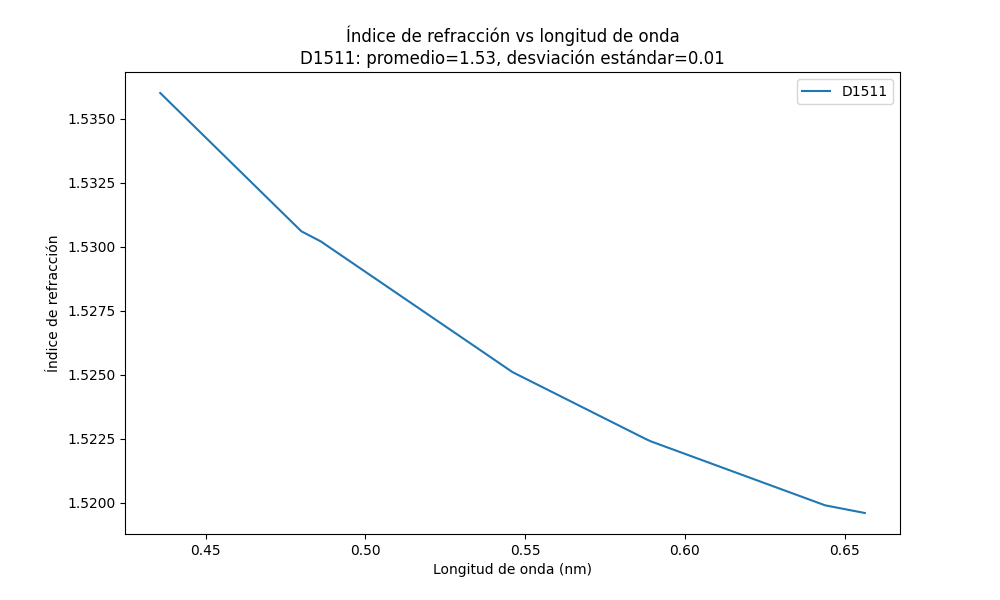 Índice de refracción vs longitud de onda
D1511: promedio=1.53, desviación estándar=0.01
D1511
1.5350
1.5325
1.5300
1.5275
1.5250
1.5225
1.5200
Índice de refracción
0.45 0.50 0.55 0.60 0.65
Longitud de onda (nm)